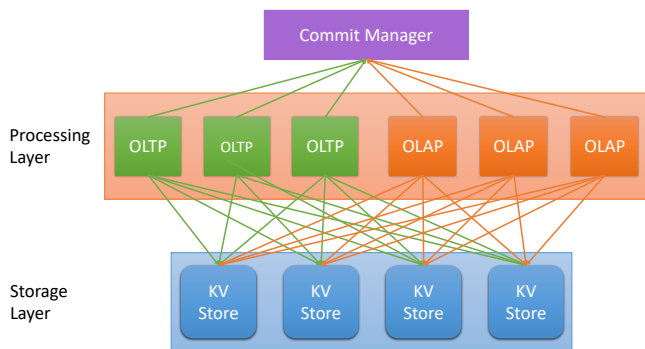 Commit Manager
Processing
Layer
OLTP
OLTP
OLTP
OLAP
OLAP
OLAP
Storage
Layer
KV
Store
KV
Store
KV
Store
KV
Store